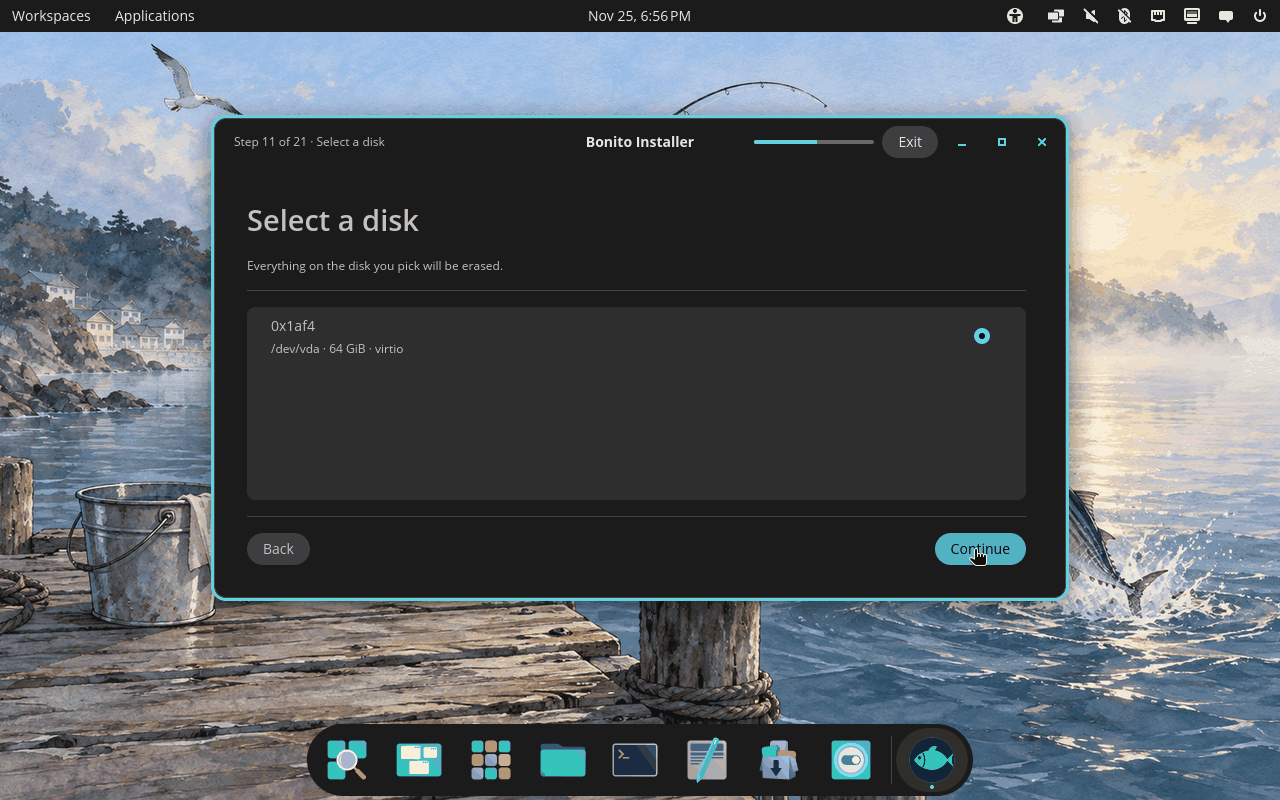 Workspaces
Applications
Nov 25, 6:56 PM
Step 11 of 21 · Select a disk
Bonito Installer
Exit
Select a disk
Everything on the disk you pick will be erased.
0x1af4
/dev/vda · 64 GiB · virtio
Back
Continue